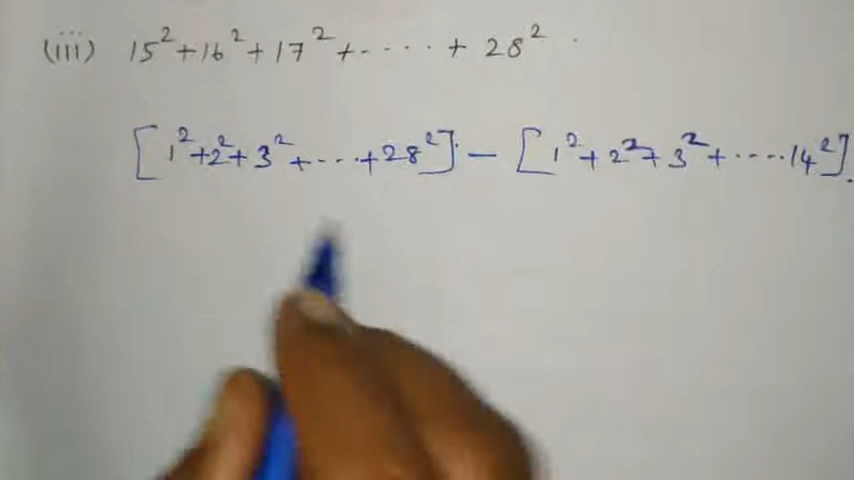 (iii) 15² + 16² + 17² + ..... + 28²
[1² + 2² + 3² + ... + 28²] - [1² + 2² + 3² + .... 14²]